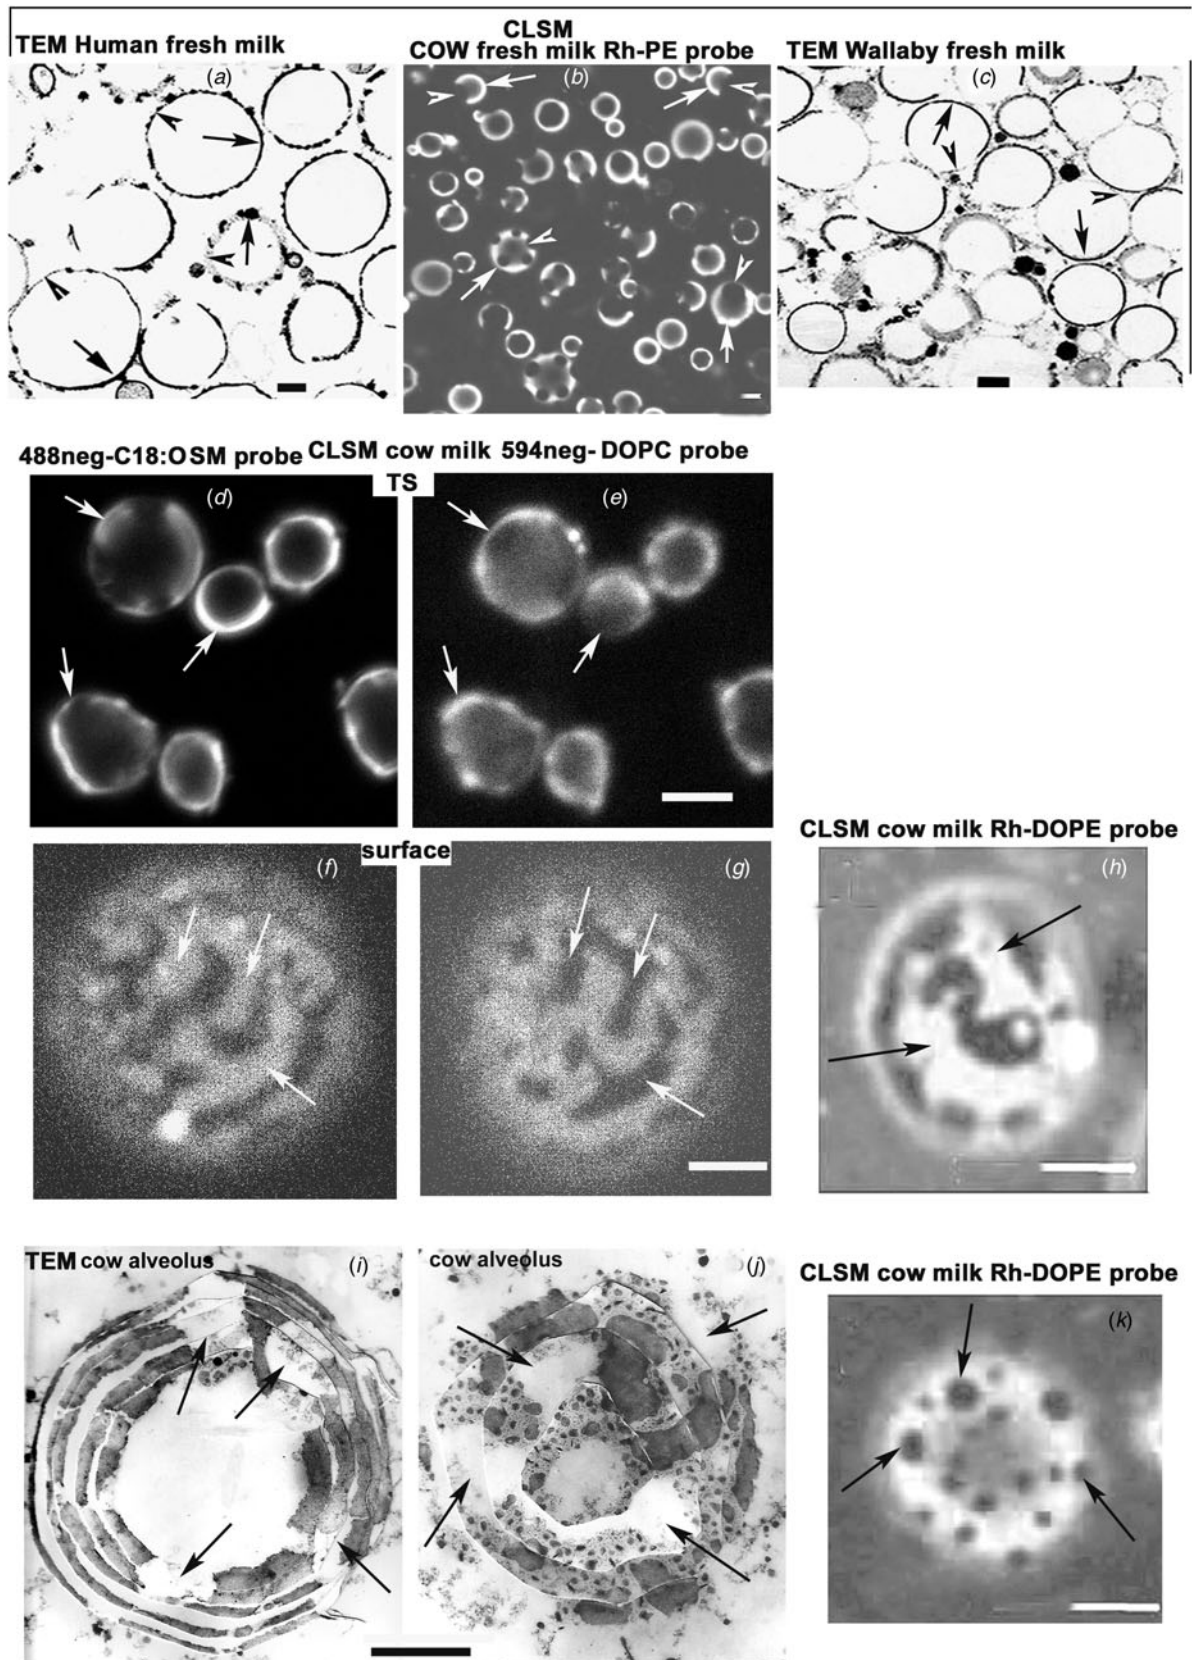 TEM Human fresh milk
CLSM
COW fresh milk Rh-PE probe
TEM Wallaby fresh milk
(a)
(b)
(c)
488neg-C18:OSM probe CLSM cow milk 594neg-DOPC probe
TS
(d)
(e)
CLSM cow milk Rh-DOPE probe
surface
(f)
(g)
(h)
TEM cow alveolus
(i)
cow alveolus
(j)
CLSM cow milk Rh-DOPE probe
(k)